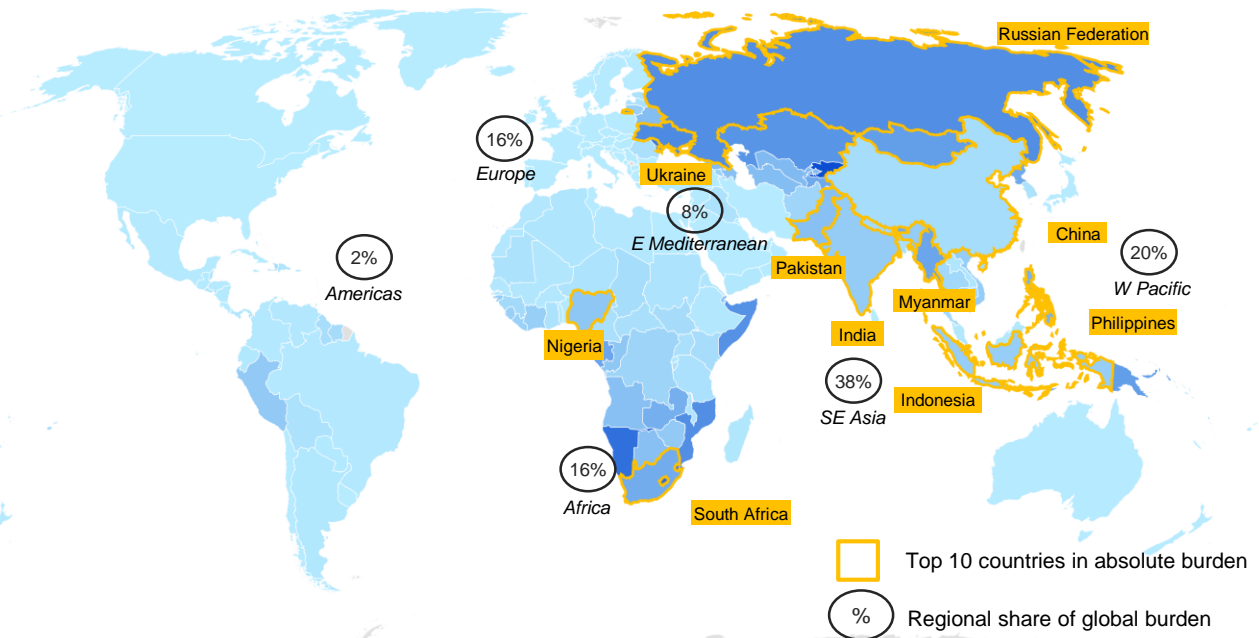 Russian Federation
16%
Europe
Ukraine
8%
E Mediterranean
China
20%
W Pacific
2%
Americas
Pakistan
Myanmar
Philippines
India
Nigeria
38%
SE Asia
Indonesia
16%
Africa
South Africa
Top 10 countries in absolute burden
% Regional share of global burden